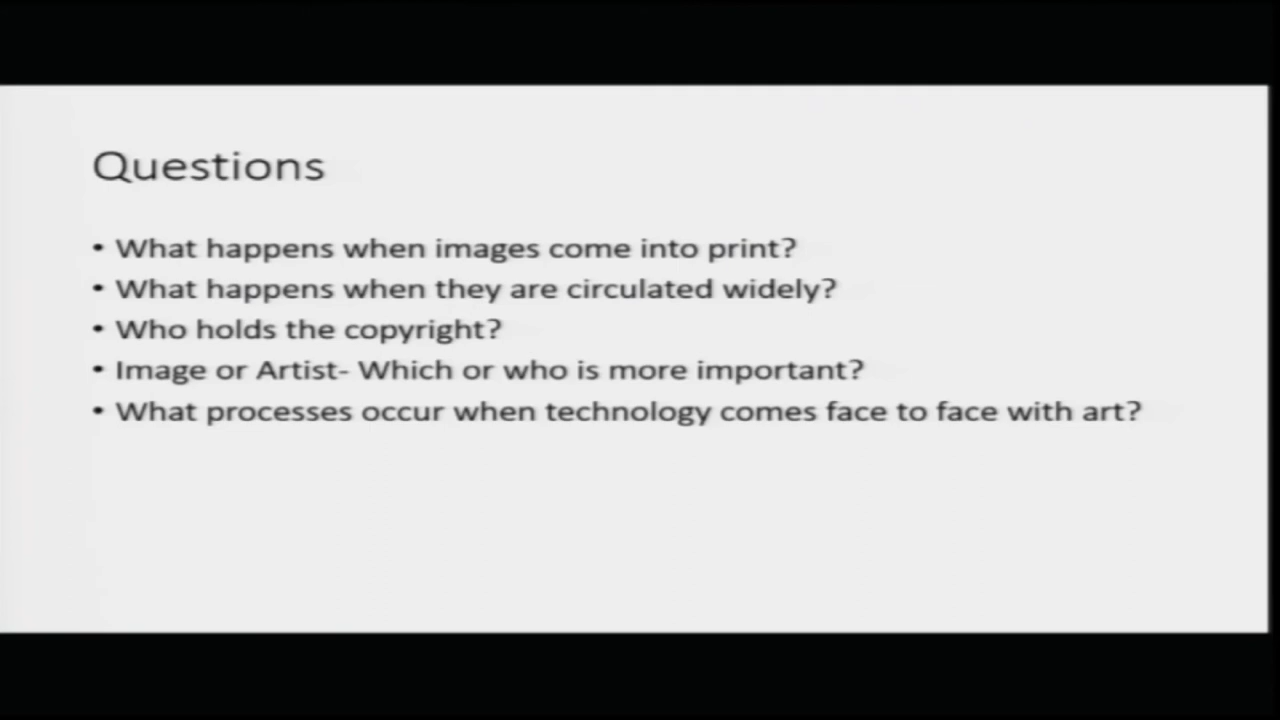 Questions
• What happens when images come into print?
• What happens when they are circulated widely?
• Who holds the copyright?
• Image or Artist- Which or who is more important?
• What processes occur when technology comes face to face with art?